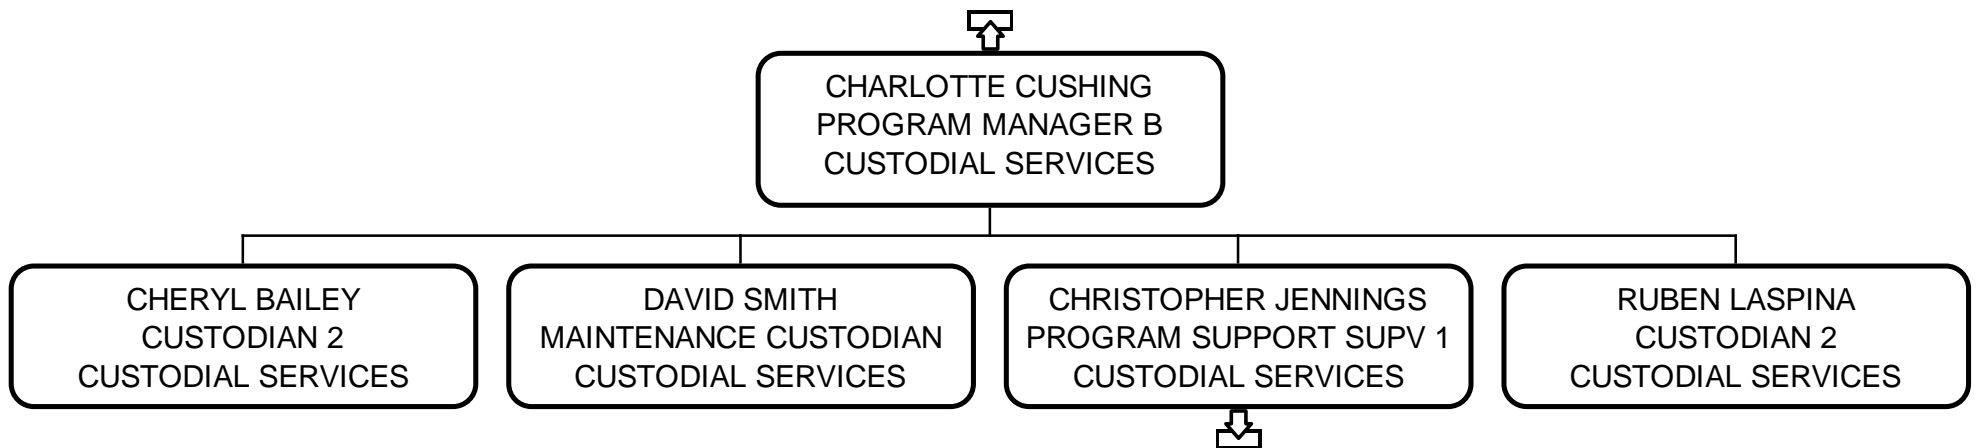 CHARLOTTE CUSHING
PROGRAM MANAGER B
CUSTODIAL SERVICES
CHERYL BAILEY
CUSTODIAN 2
CUSTODIAL SERVICES
DAVID SMITH
MAINTENANCE CUSTODIAN
CUSTODIAL SERVICES
CHRISTOPHER JENNINGS
PROGRAM SUPPORT SUPV 1
CUSTODIAL SERVICES
RUBEN LASPINA
CUSTODIAN 2
CUSTODIAL SERVICES